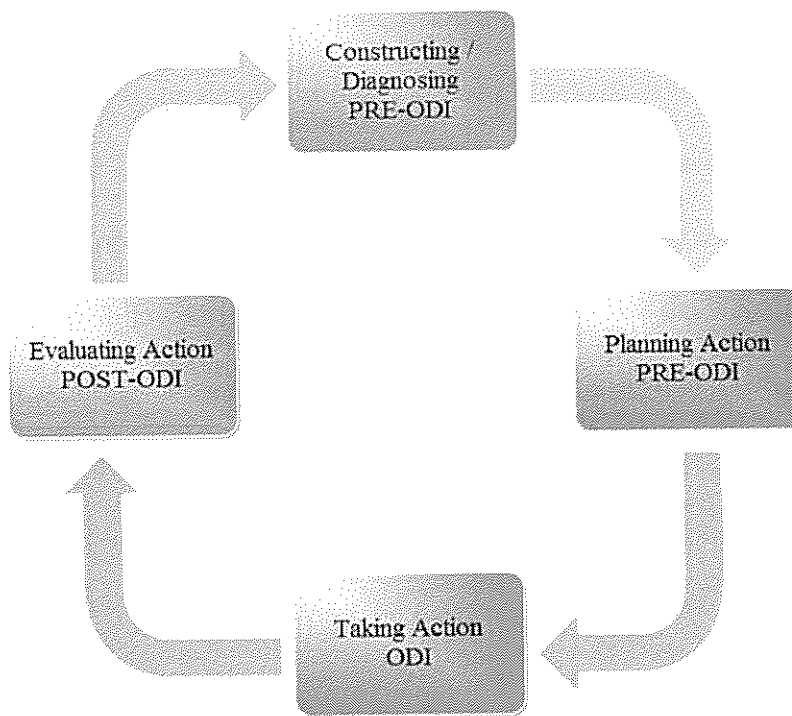 Constructing /
Diagnosing
PRE-ODI
Planning Action
PRE-ODI
Taking Action
ODI
Evaluating Action
POST-ODI